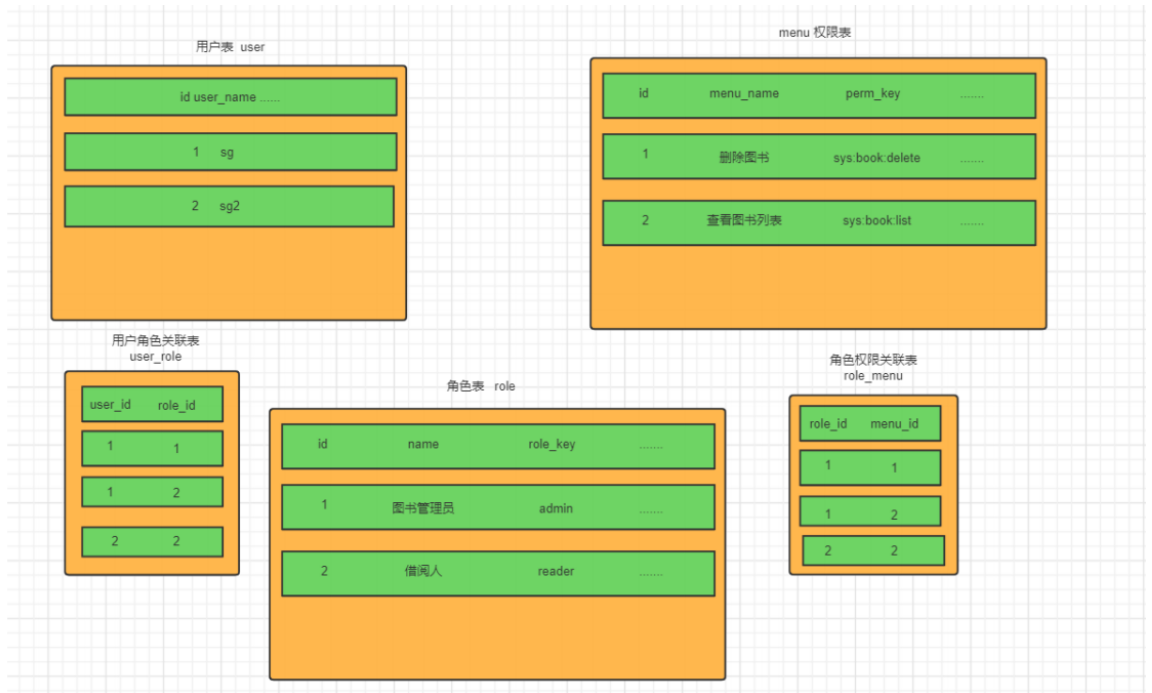 用户表 user
id user_name ......
1 sg
2 sg2
menu 权限表
id menu_name perm_key .......
1 删除图书 sys:book:delete .......
2 查看图书列表 sys:book:list .......
用户角色关联表
user_role
user_id role_id
1 1
1 2
2 2
角色表 role
id name role_key .......
1 图书管理员 admin .......
2 借阅人 reader .......
角色权限关联表
role_menu
role_id menu_id
1 1
1 2
2 2